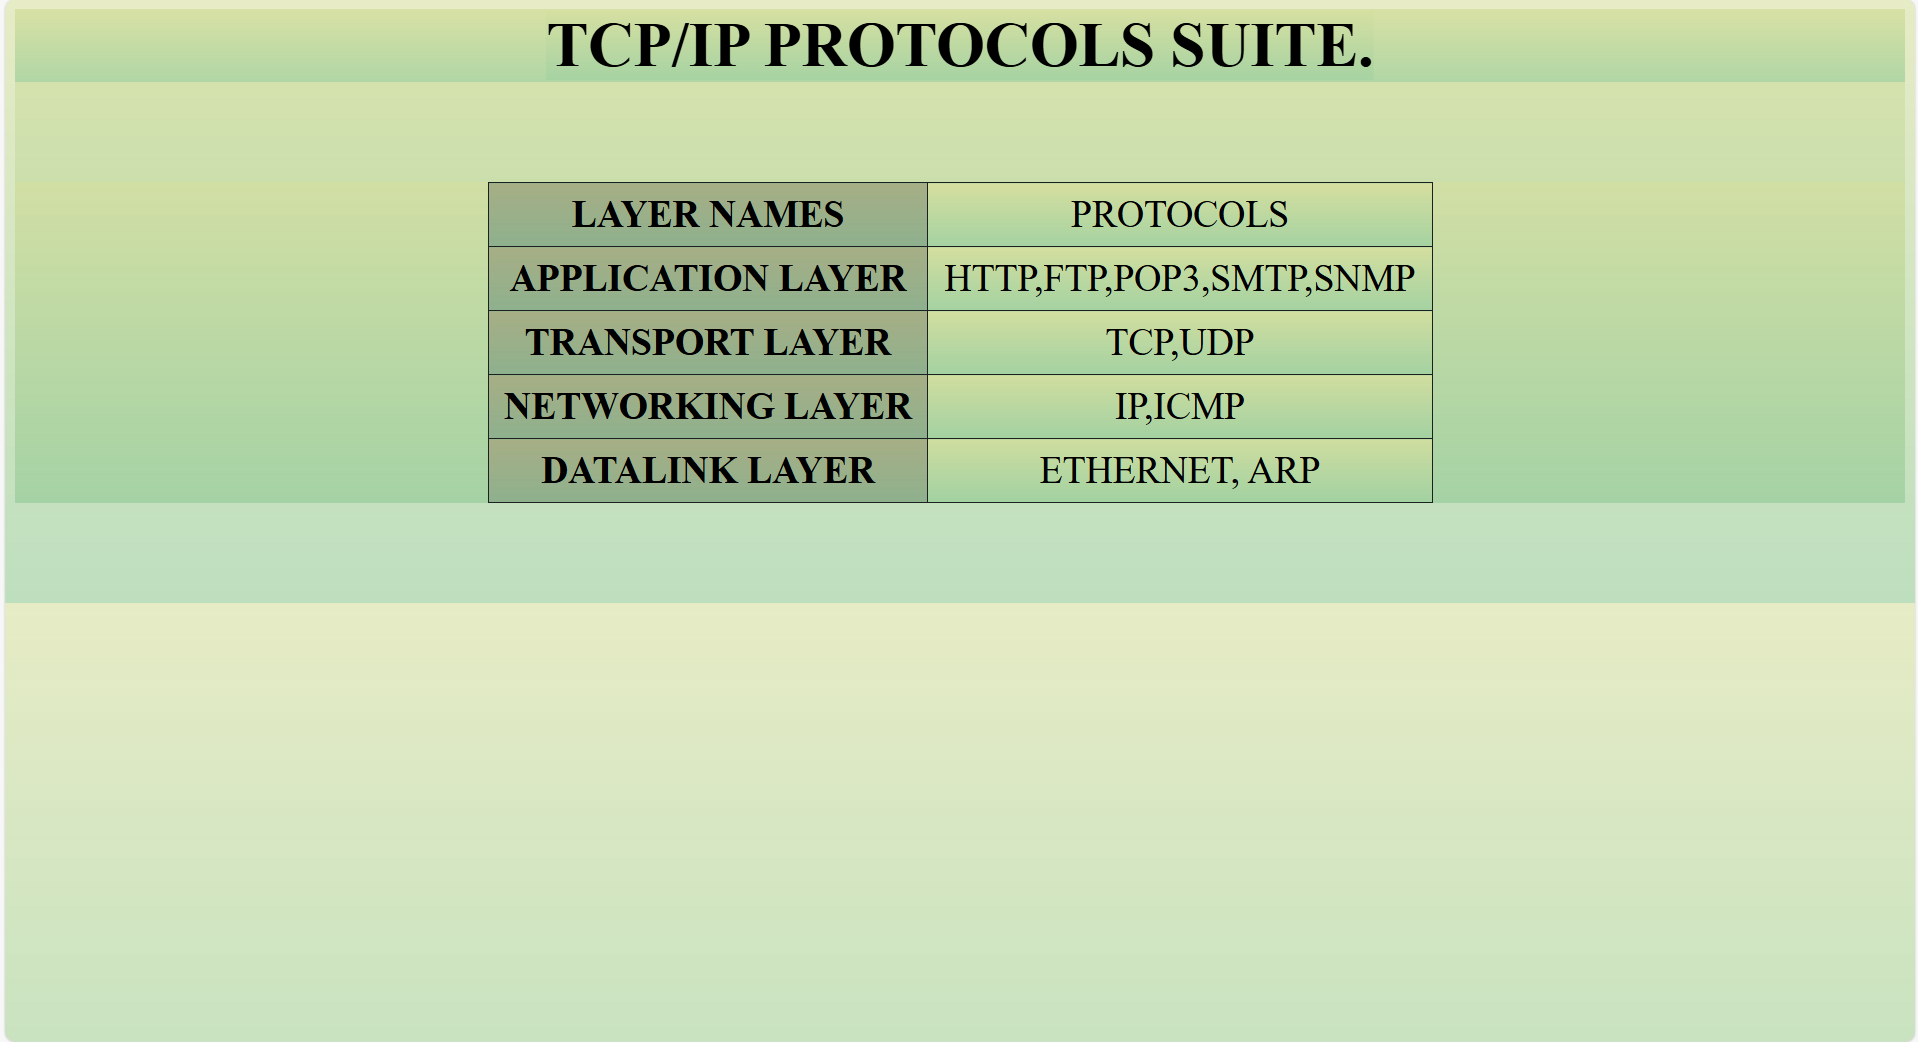 TCP/IP PROTOCOLS SUITE.
LAYER NAMES PROTOCOLS
APPLICATION LAYER HTTP,FTP,POP3,SMTP,SNMP
TRANSPORT LAYER TCP,UDP
NETWORKING LAYER IP,ICMP
DATALINK LAYER ETHERNET, ARP